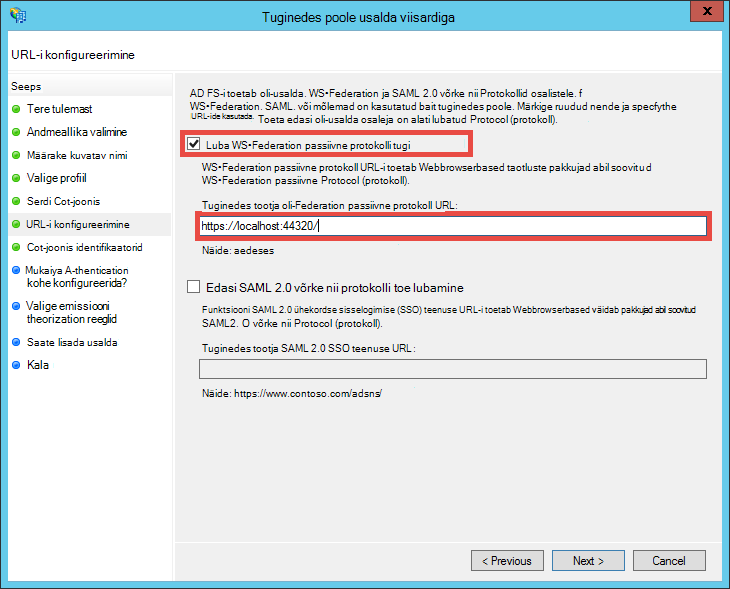 Tuginedes poole usalda viisardiga
X
URL-i konfigureerimine
Seeps
Tere tulemast
Andmeallika valimine
Määrake kuvatav nimi
Valige profiil
Serdi Cot-joonis
URL-i konfigureerimine
Cot-joonis identifikaatorid
Mukaiya A-thentication
kohe konfigureerida?
Valige emissiooni
theorization reeglid
Saate lisada usalda
Kala
AD FS-i toetab oli-usalda. WS•Federation ja SAML 2.0 võrke nii Protokollid osalistele. f
WS•Federation. SAML. või mõlemad on kasutatud bait tuginedes poole. Märkige ruudud nende ja specfythe
URL-ide kasutada. Toeta edasi oli-usalda osaleja on alati lubatud Protocol (protokoll).
Luba WS•Federation passiivne protokolli tugi
WS•Federation passiivne protokoll URL-i toetab Webbrowserbased taotluste pakkujad abil soovitud
WS•Federation passiivne Protocol (protokoll).
Tuginedes tootja oli-Federation passiivne protokoll URL:
https://localhost:44320/
Näide: aedeses
Edasi SAML 2.0 võrke nii protokolli toe lubamine
Funktsiooni SAML 2.0 ühekordse sisselogimise (SSO) teenuse URL-i toetab Webbrowserbased väidab pakkujad abil soovitud
SAML2. O võrke nii Protocol (protokoll).
Tuginedes tootja SAML 2.0 SSO teenuse URL:
Näide: https://www.contoso.com/adsns/
< Previous
Next >
Cancel